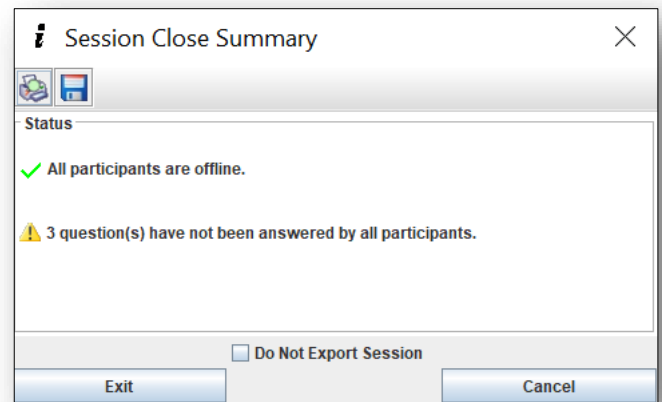 i Session Close Summary
Status
All participants are offline.
3 question(s) have not been answered by all participants.
Do Not Export Session
Exit
Cancel